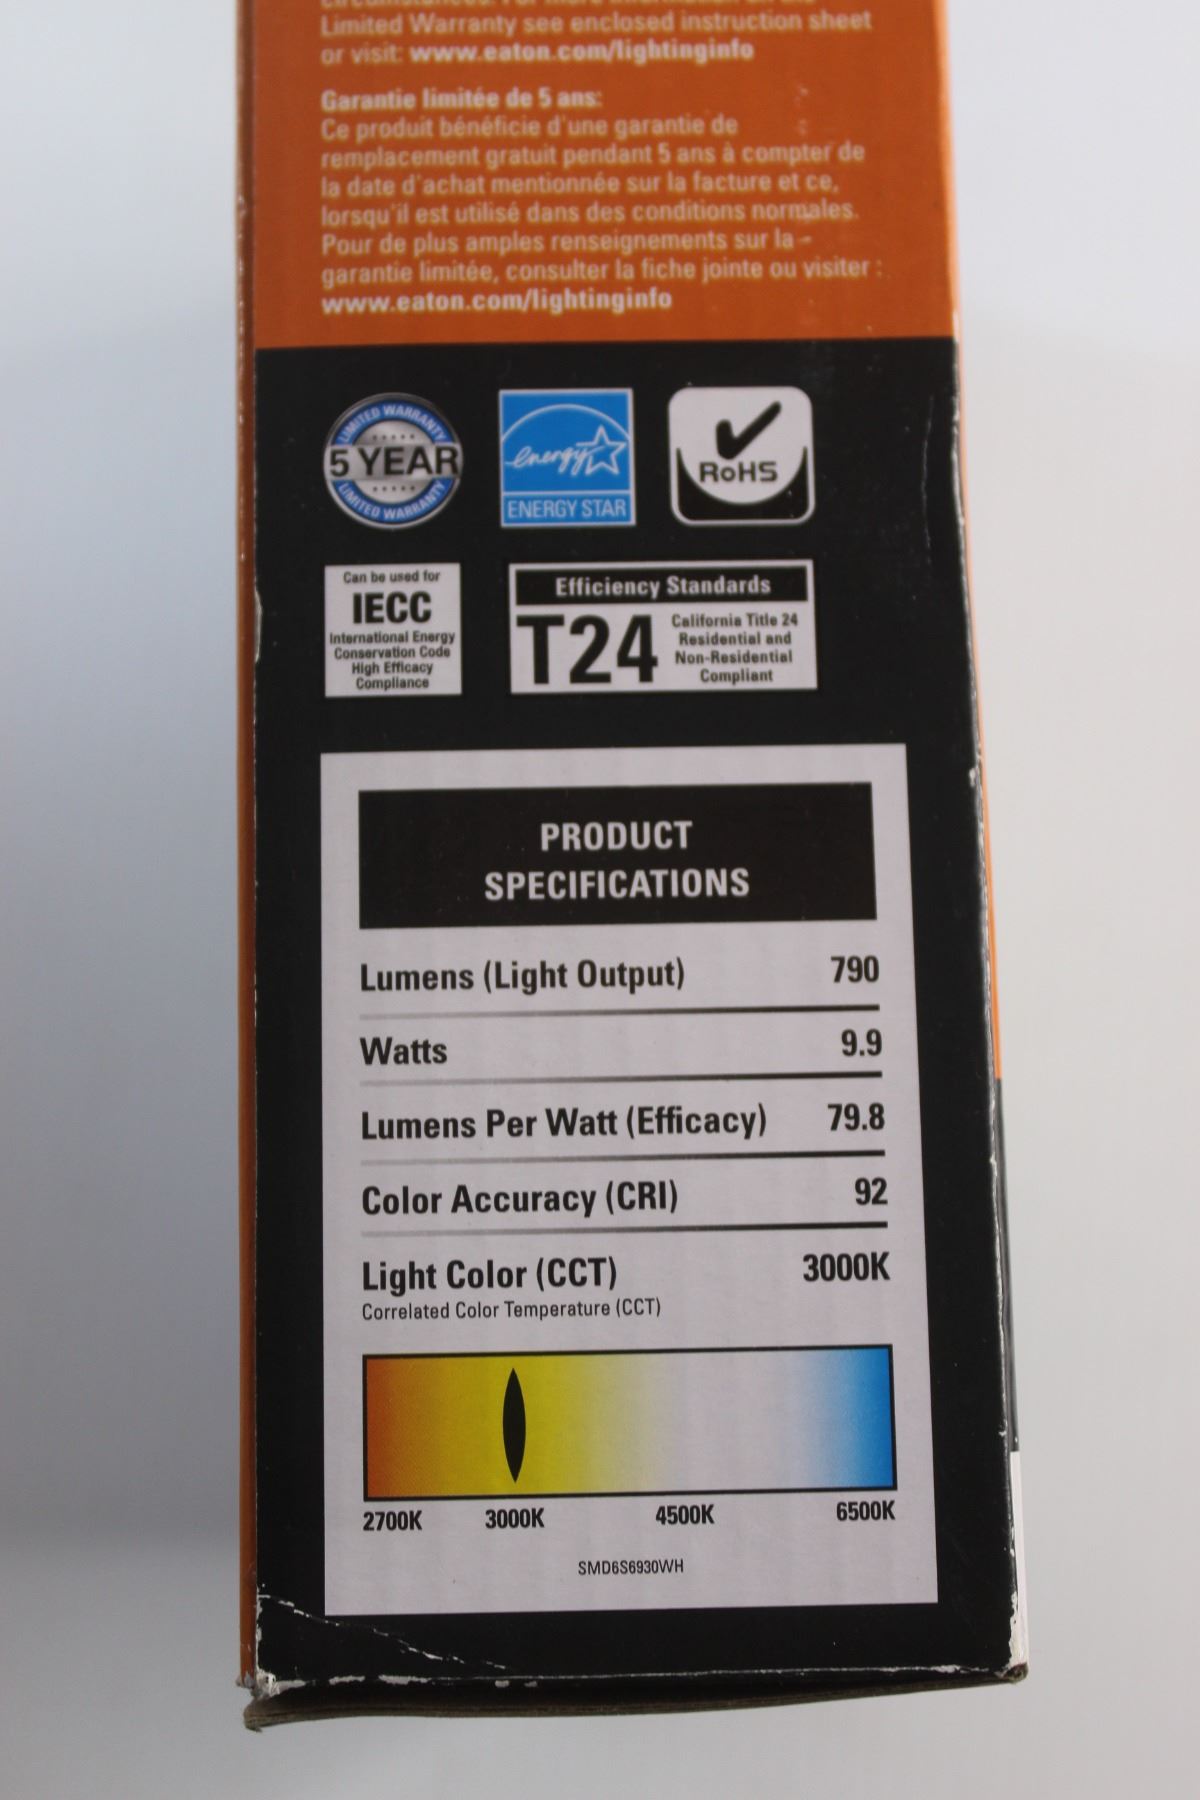 Limited Warranty see enclosed instruction sheet
or visit: www.eaton.com/lightinginfo
Garantie limitée de 5 ans:
Ce produit bénéficie d'une garantie de
remplacement gratuit pendant 5 ans à compter de
la date d'achat mentionnée sur la facture et ce,
lorsqu'il est utilisé dans des conditions normales.
Pour de plus amples renseignements sur la
garantie limitée, consulter la fiche jointe ou visiter :
www.eaton.com/lightinginfo
LIMITED WARRANTY
5 YEAR
LIMITED WARRANTY
energy
ENERGY STAR
RoHS
Can be used for
IECC
International Energy
Conservation Code
High Efficacy
Compliance
Efficiency Standards
T24
California Title 24
Residential and
Non-Residential
Compliant
PRODUCT
SPECIFICATIONS
Lumens (Light Output) 790
Watts 9.9
Lumens Per Watt (Efficacy) 79.8
Color Accuracy (CRI) 92
Light Color (CCT) 3000K
Correlated Color Temperature (CCT)
2700K 3000K 4500K 6500K
SMD6S6930WH